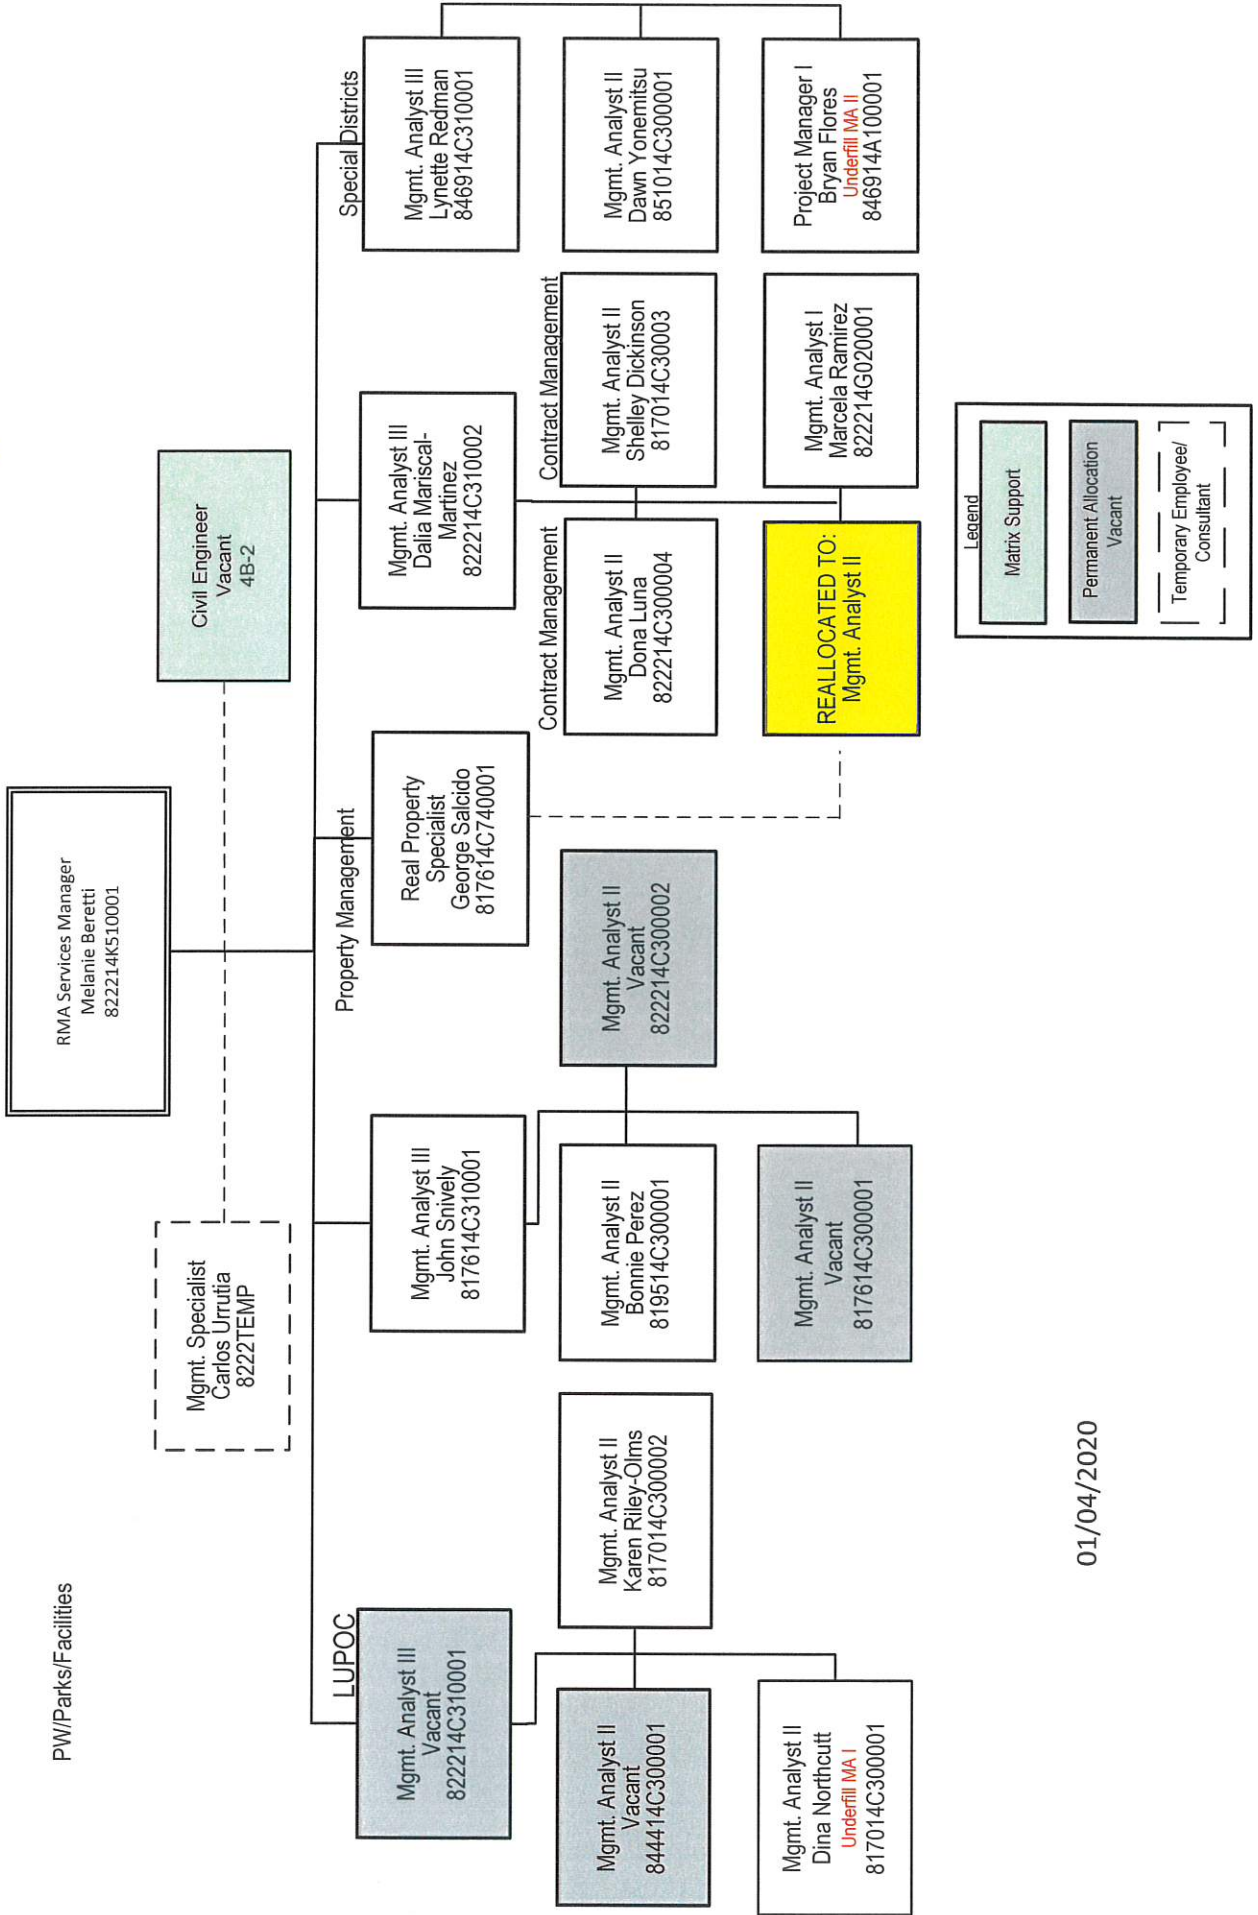 PW/Parks/Facilities
RMA Services Manager
Melanie Beretti
822214K510001
Mgmt. Specialist
Carlos Urrutia
8222TEMP
Civil Engineer
Vacant
4B-2
LUPOC
Mgmt. Analyst III
Vacant
822214C310001
Mgmt. Analyst III
John Snively
817614C310001
Property Management
Real Property
Specialist
George Salcido
817614C740001
Mgmt. Analyst III
Dalia Mariscal-
Martinez
822214C310002
Special Districts
Mgmt. Analyst III
Lynette Redman
846914C310001
Mgmt. Analyst II
Vacant
844414C300001
Mgmt. Analyst II
Karen Riley-Olms
817014C300002
Mgmt. Analyst II
Bonnie Perez
819514C300001
Mgmt. Analyst II
Vacant
822214C300002
Contract Management
Mgmt. Analyst II
Dona Luna
822214C300004
Contract Management
Mgmt. Analyst II
Shelley Dickinson
817014C30003
Mgmt. Analyst II
Dawn Yonemitsu
851014C300001
Mgmt. Analyst II
Dina Northcutt
Underfill MA I
817014C300001
Mgmt. Analyst II
Vacant
817614C300001
REALLOCATED TO:
Mgmt. Analyst II
Mgmt. Analyst I
Marcela Ramirez
822214G020001
Project Manager I
Bryan Flores
Underfill MA II
846914A100001
Legend
Matrix Support
Permanent Allocation
Vacant
Temporary Employee/
Consultant
01/04/2020